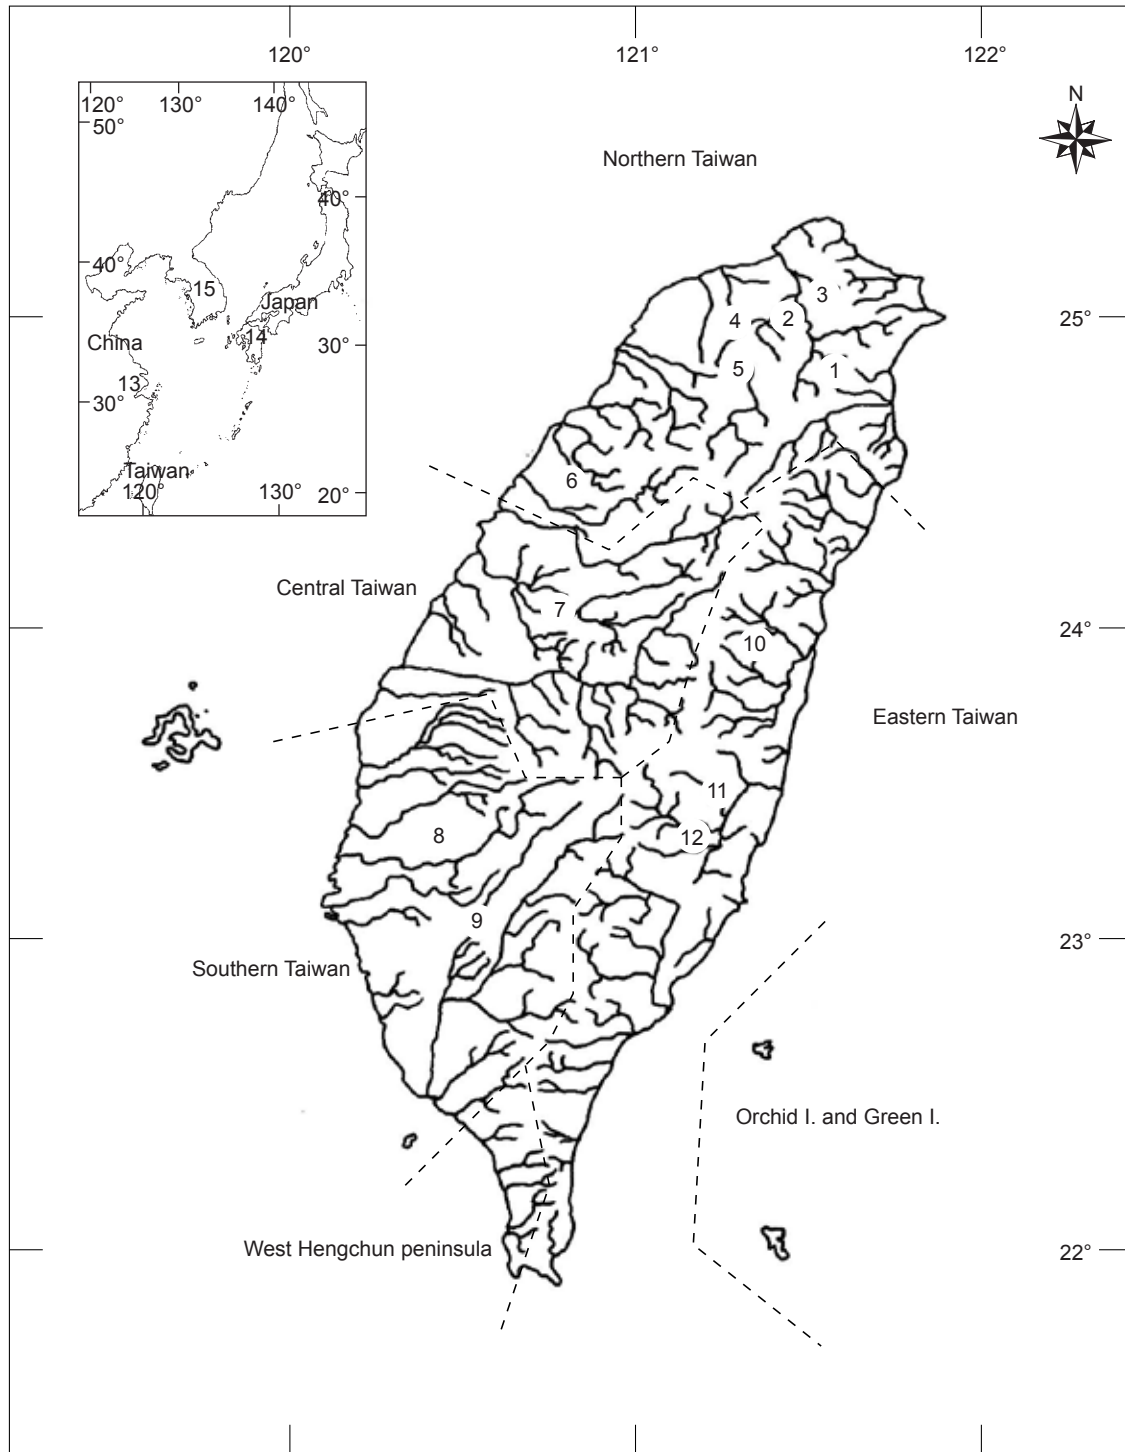 120° 121° 122°
N
120° 130° 140°
50°
40°
40°
15
Japan
14
China
30°
13
30°
Taiwan
120° 130° 20°
Northern Taiwan
3
4 2
25°
5 1
6
Central Taiwan
7
24°
10
Eastern Taiwan
11
8 12
9
23°
Southern Taiwan
Orchid I. and Green I.
West Hengchun peninsula
22°